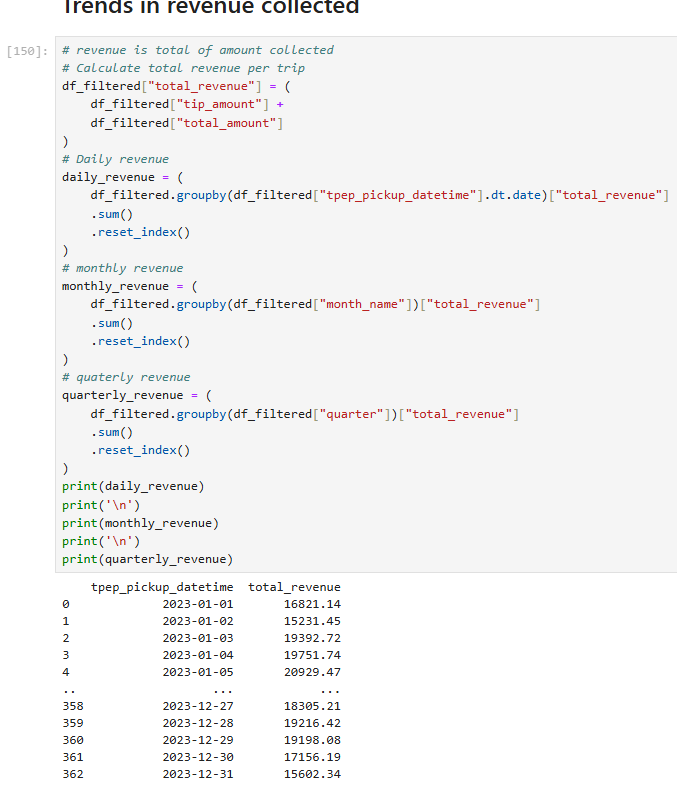 Trends in revenue collected
[150]: # revenue is total of amount collected
# Calculate total revenue per trip
df_filtered["total_revenue"] = (
    df_filtered["tip_amount"] +
    df_filtered["total_amount"]
)
# Daily revenue
daily_revenue = (
    df_filtered.groupby(df_filtered["tpep_pickup_datetime"].dt.date)["total_revenue"]
    .sum()
    .reset_index()
)
# monthly revenue
monthly_revenue = (
    df_filtered.groupby(df_filtered["month_name"])["total_revenue"]
    .sum()
    .reset_index()
)
# quaterly revenue
quarterly_revenue = (
    df_filtered.groupby(df_filtered["quarter"])["total_revenue"]
    .sum()
    .reset_index()
)
print(daily_revenue)
print('\n')
print(monthly_revenue)
print('\n')
print(quarterly_revenue)
    tpep_pickup_datetime  total_revenue
0             2023-01-01       16821.14
1             2023-01-02       15231.45
2             2023-01-03       19392.72
3             2023-01-04       19751.74
4             2023-01-05       20929.47
..                   ...            ...
358           2023-12-27       18305.21
359           2023-12-28       19216.42
360           2023-12-29       19198.08
361           2023-12-30       17156.19
362           2023-12-31       15602.34